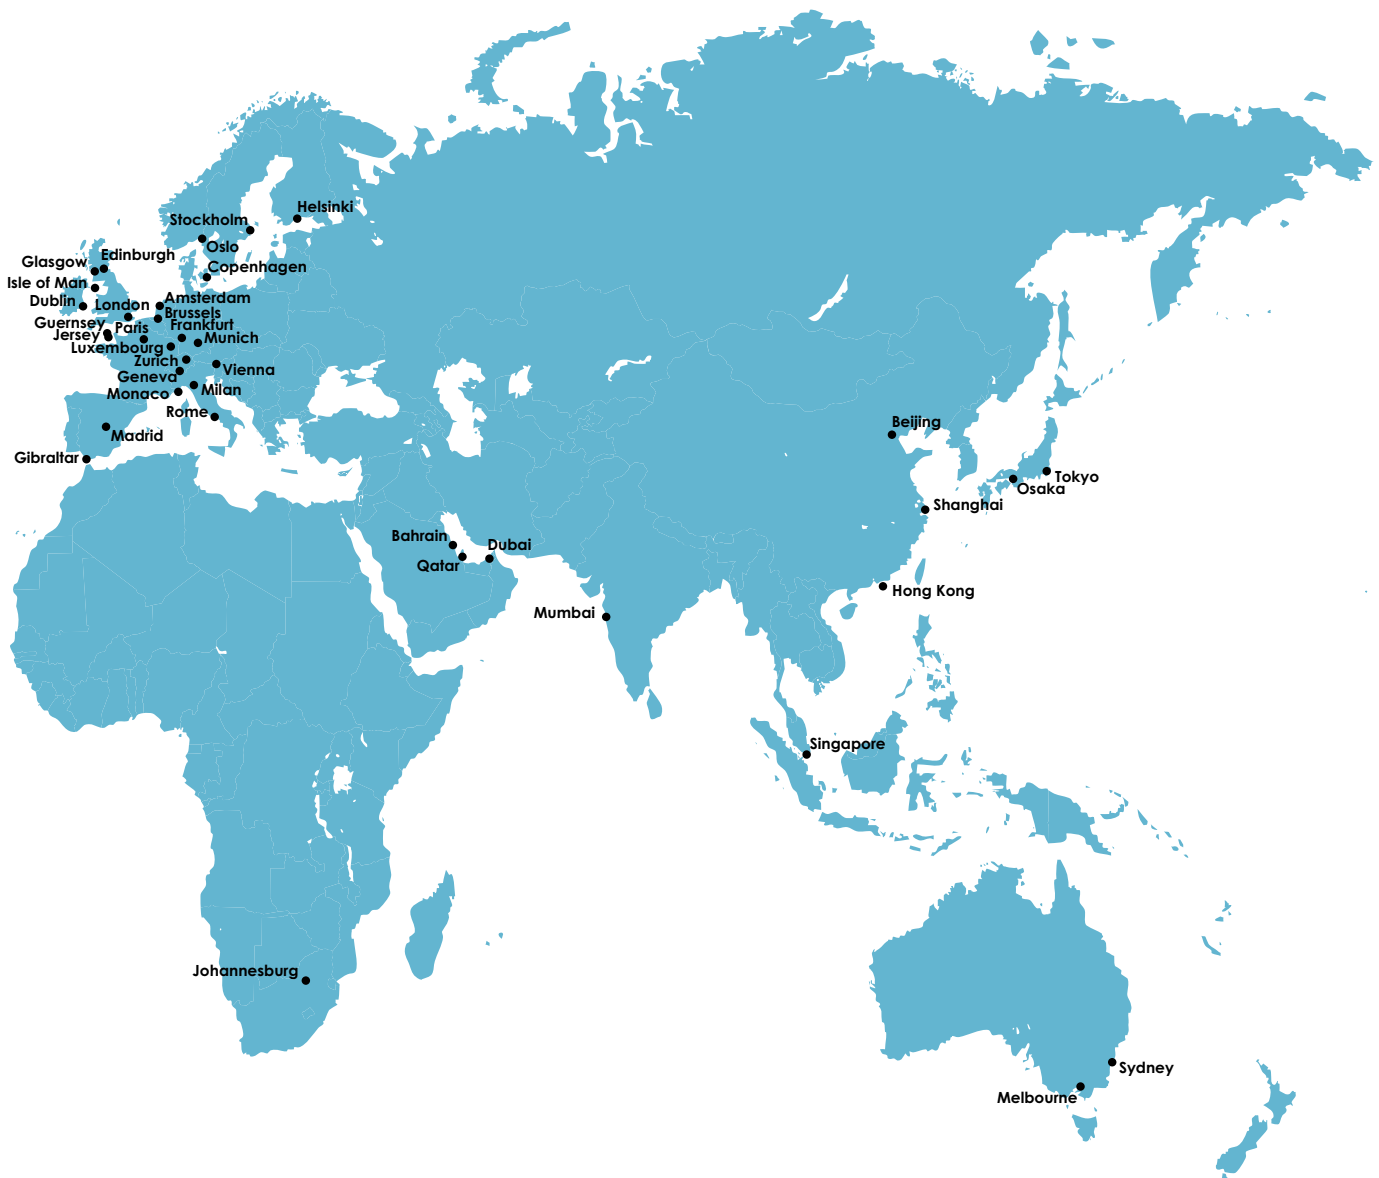 Helsinki
Stockholm
Oslo
Edinburgh
Glasgow
Copenhagen
Isle of Man
Dublin
London
Amsterdam
Brussels
Guernsey
Paris
Frankfurt
Jersey
Munich
Luxembourg
Zurich
Vienna
Geneva
Milan
Monaco
Rome
Madrid
Gibraltar
Beijing
Tokyo
Osaka
Shanghai
Bahrain
Dubai
Qatar
Hong Kong
Mumbai
Singapore
Johannesburg
Sydney
Melbourne